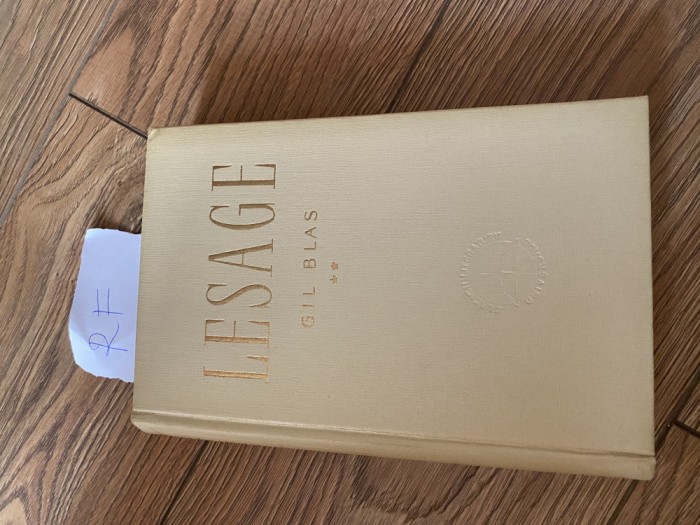 RF
LESAGE
GIL BLAS
**